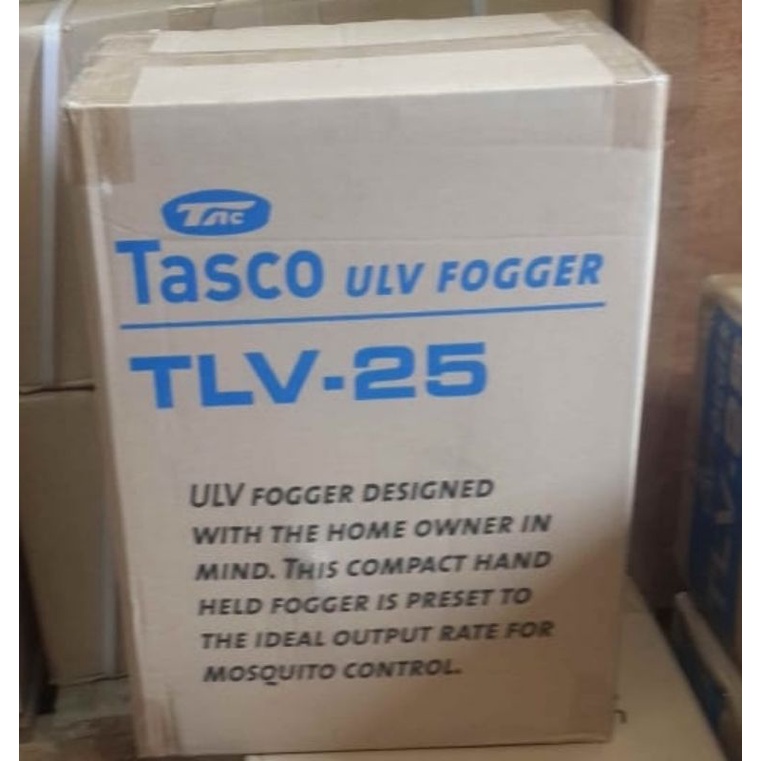 TAC
Tasco ULV FOGGER
TLV-25
ULV FOGGER DESIGNED
WITH THE HOME OWNER IN
MIND. THIS COMPACT HAND
HELD FOGGER IS PRESET TO
THE IDEAL OUTPUT RATE FOR
MOSQUITO CONTROL.